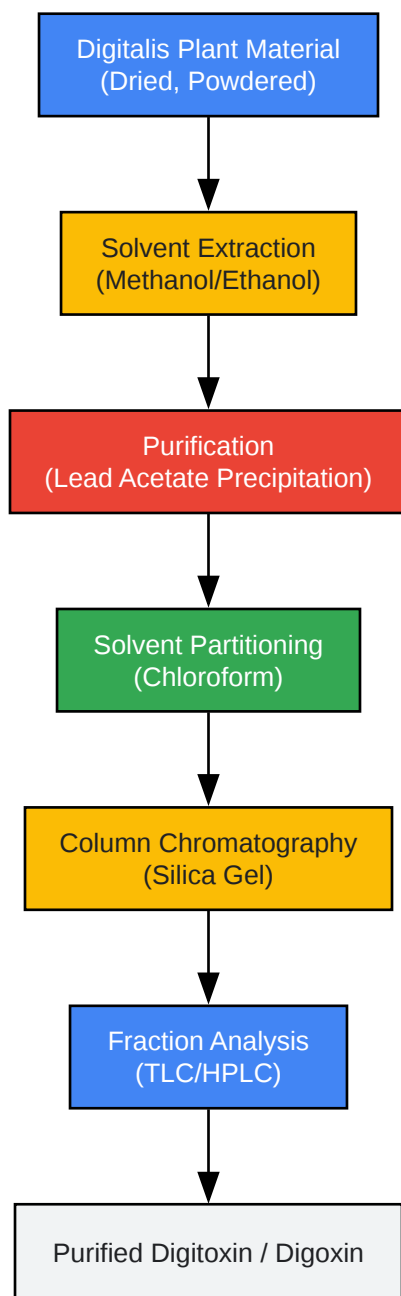 Digitalis Plant Material
(Dried, Powdered)
Solvent Extraction
(Methanol/Ethanol)
Purification
(Lead Acetate Precipitation)
Solvent Partitioning
(Chloroform)
Column Chromatography
(Silica Gel)
Fraction Analysis
(TLC/HPLC)
Purified Digitoxin / Digoxin